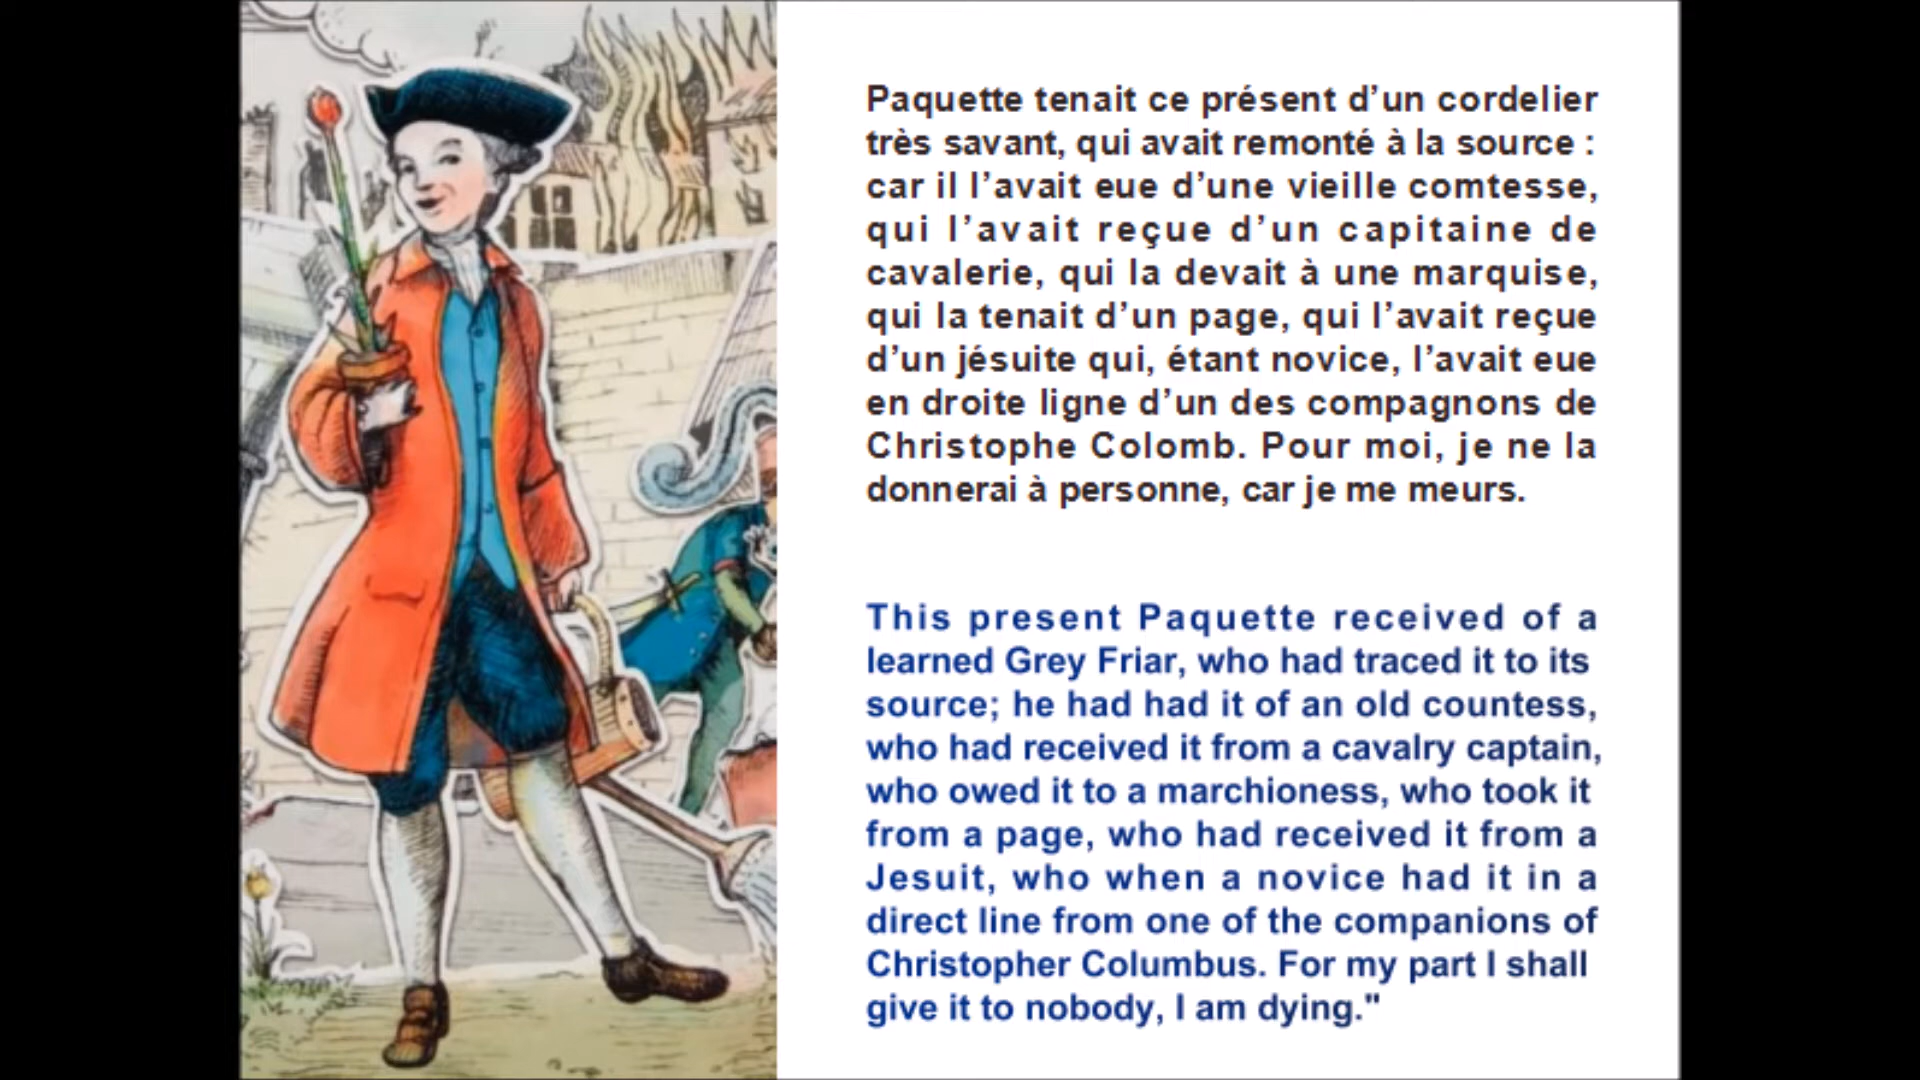 Paquette tenait ce présent d’un cordelier
très savant, qui avait remonté à la source :
car il l’avait eue d’une vieille comtesse,
qui l’avait reçue d’un capitaine de
cavalerie, qui la devait à une marquise,
qui la tenait d’un page, qui l’avait reçue
d’un jésuite qui, étant novice, l’avait eue
en droite ligne d’un des compagnons de
Christophe Colomb. Pour moi, je ne la
donnerai à personne, car je me meurs.
This present Paquette received of a
learned Grey Friar, who had traced it to its
source; he had had it of an old countess,
who had received it from a cavalry captain,
who owed it to a marchioness, who took it
from a page, who had received it from a
Jesuit, who when a novice had it in a
direct line from one of the companions of
Christopher Columbus. For my part I shall
give it to nobody, I am dying."